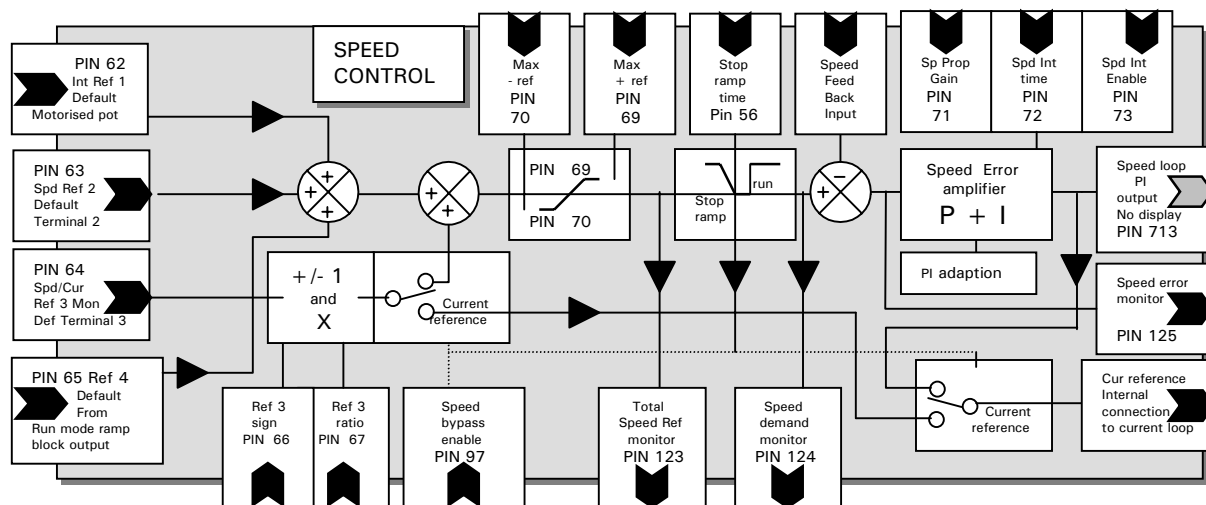 SPEED
CONTROL
PIN 62
Int Ref 1
Default
Motorised pot
PIN 63
Spd Ref 2
Default
Terminal 2
PIN 64
Spd/Cur
Ref 3 Mon
Def Terminal 3
PIN 65 Ref 4
Default
From
Run mode ramp
block output
Max
- ref
PIN
70
Max
+ ref
PIN
69
Stop
ramp
time
Pin 56
Speed
Feed
Back
Input
Sp Prop
Gain
PIN
71
Spd Int
time
PIN
72
Spd Int
Enable
PIN
73
+
+
+
+
+
PIN 69
PIN 70
Stop
ramp
run
−
+
Speed Error
amplifier
P + I
PI adaption
Speed loop
PI
output
No display
PIN 713
Speed error
monitor
PIN 125
Cur reference
Internal
connection
to current loop
+/- 1
and
X
Current
reference
Current
reference
Ref 3
sign
PIN 66
Ref 3
ratio
PIN 67
Speed
bypass
enable
PIN 97
Total
Speed Ref
monitor
PIN 123
Speed
demand
monitor
PIN 124